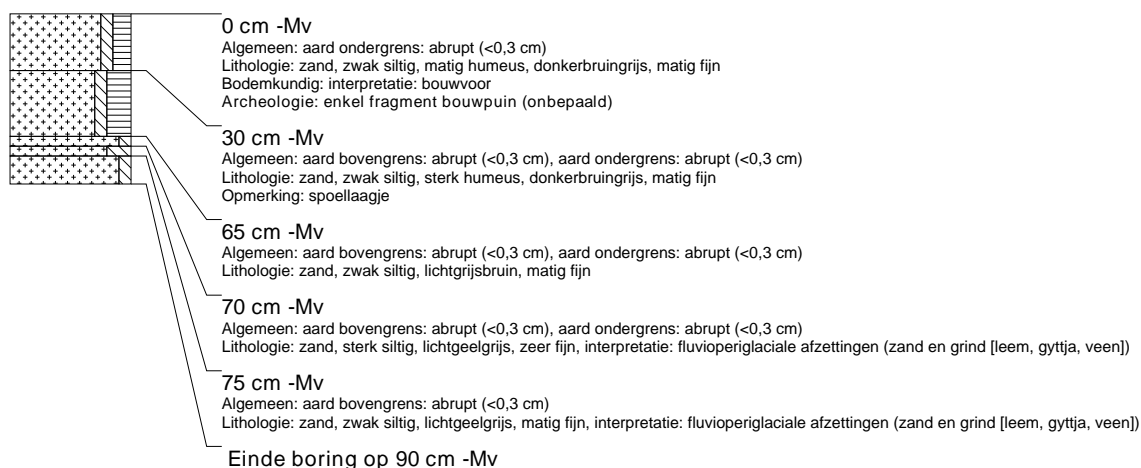 0 cm -Mv
Algemeen: aard ondergrens: abrupt (<0,3 cm)
Lithologie: zand, zwak siltig, matig humeus, donkerbruingrijs, matig fijn
Bodemkundig: interpretatie: bouwvoor
Archeologie: enkel fragment bouwpuin (onbepaald)
30 cm -Mv
Algemeen: aard bovengrens: abrupt (<0,3 cm), aard ondergrens: abrupt (<0,3 cm)
Lithologie: zand, zwak siltig, sterk humeus, donkerbruingrijs, matig fijn
Opmerking: spoellaagje
65 cm -Mv
Algemeen: aard bovengrens: abrupt (<0,3 cm), aard ondergrens: abrupt (<0,3 cm)
Lithologie: zand, zwak siltig, lichtgrijsbruin, matig fijn
70 cm -Mv
Algemeen: aard bovengrens: abrupt (<0,3 cm), aard ondergrens: abrupt (<0,3 cm)
Lithologie: zand, sterk siltig, lichtgeelgrijs, zeer fijn, interpretatie: fluvioperiglaciale afzettingen (zand en grind [leem, gyttja, veen])
75 cm -Mv
Algemeen: aard bovengrens: abrupt (<0,3 cm)
Lithologie: zand, zwak siltig, lichtgeelgrijs, matig fijn, interpretatie: fluvioperiglaciale afzettingen (zand en grind [leem, gyttja, veen])
Einde boring op 90 cm -Mv